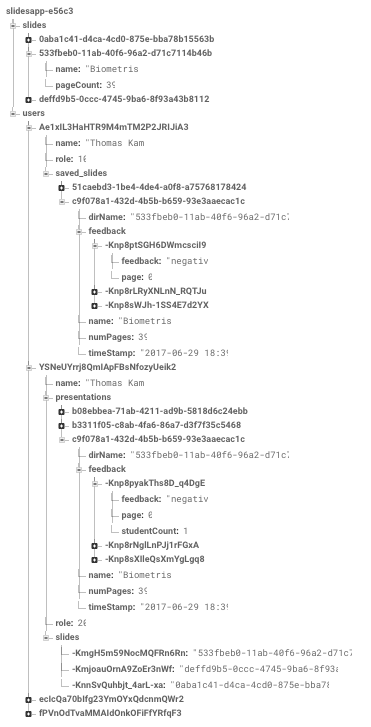 slidesapp-e56c3
slides
0aba1c41-d4ca-4cd0-875e-bba78b15563b
533fbeb0-11ab-40f6-96a2-d71c7114b46b
name: "Biometris
pageCount: 39
deffd9b5-0ccc-4745-9ba6-8f93a43b8112
users
Ae1xIL3HaHTR9M4mTM2P2JRIJiA3
name: "Thomas Kam
role: 10
saved_slides
51caebd3-1be4-4de4-a0f8-a75768178424
c9f078a1-432d-4b5b-b659-93e3aaecac1c
dirName: "533fbeb0-11ab-40f6-96a2-d71c7
feedback
-Knp8ptSGH6DWmcsciI9
feedback: "negativ
page: 0
-Knp8rLRyXNLnN_RQTJu
-Knp8sWJh-1SS4E7d2YX
name: "Biometris
numPages: 39
timeStamp: "2017-06-29 18:39
YSNeUYrrj8QmIApFBsNfozyUeik2
name: "Thomas Kam
presentations
b08ebbea-71ab-4211-ad9b-5818d6c24ebb
b3311f05-c8ab-4fa6-86a7-d3f7f35c5468
c9f078a1-432d-4b5b-b659-93e3aaecac1c
dirName: "533fbeb0-11ab-40f6-96a2-d71c7
feedback
-Knp8pyakThs8D_q4DgE
feedback: "negativ
page: 0
studentCount: 1
-Knp8rNglLnPJj1rFGxA
-Knp8sXIleQsXmYgLgq8
name: "Biometris
numPages: 39
timeStamp: "2017-06-29 18:39
role: 20
slides
-KmgH5m59NocMQFRn6Rn: "533fbeb0-11ab-40f6-96a2-d71c7
-KmjoauOrnA9ZoEr3nWf: "deffd9b5-0ccc-4745-9ba6-8f93a
-KnnSvQuhbjt_4arL-xa: "0aba1c41-d4ca-4cd0-875e-bba78
eclcQa70blfg23YmOYxQdcnmQWr2
fPVnOdTvaMMAIdOnkOFiFfYRfqF3